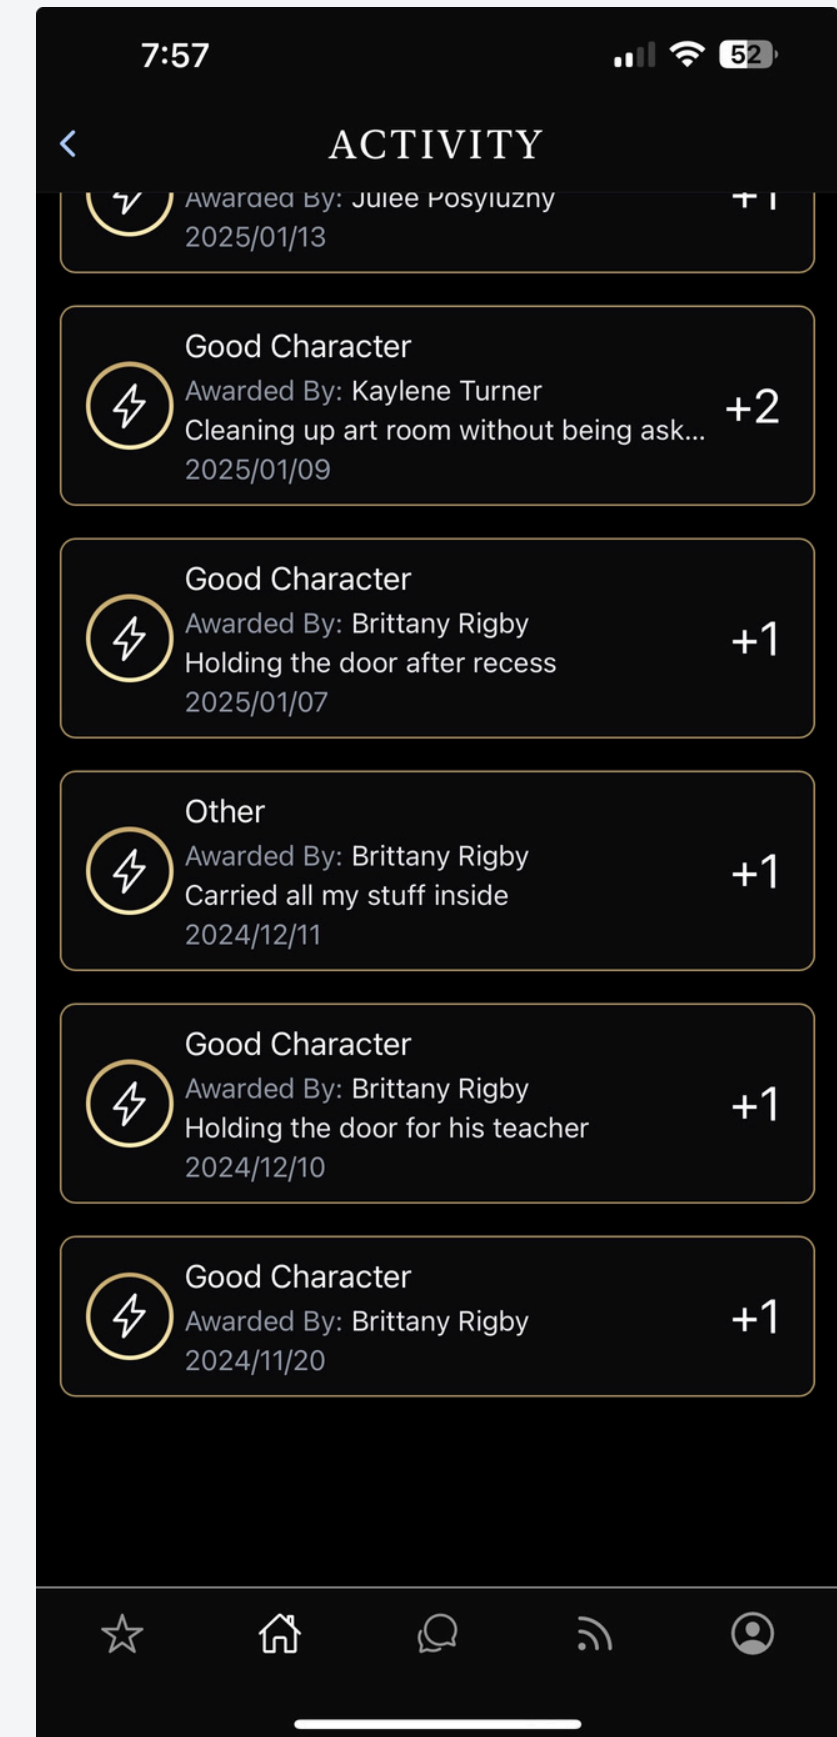 7:57
52
ACTIVITY
Awarded By: Julee Posyluzny
+1
2025/01/13
Good Character
Awarded By: Kaylene Turner
Cleaning up art room without being ask...
+2
2025/01/09
Good Character
Awarded By: Brittany Rigby
Holding the door after recess
+1
2025/01/07
Other
Awarded By: Brittany Rigby
Carried all my stuff inside
+1
2024/12/11
Good Character
Awarded By: Brittany Rigby
Holding the door for his teacher
+1
2024/12/10
Good Character
Awarded By: Brittany Rigby
+1
2024/11/20